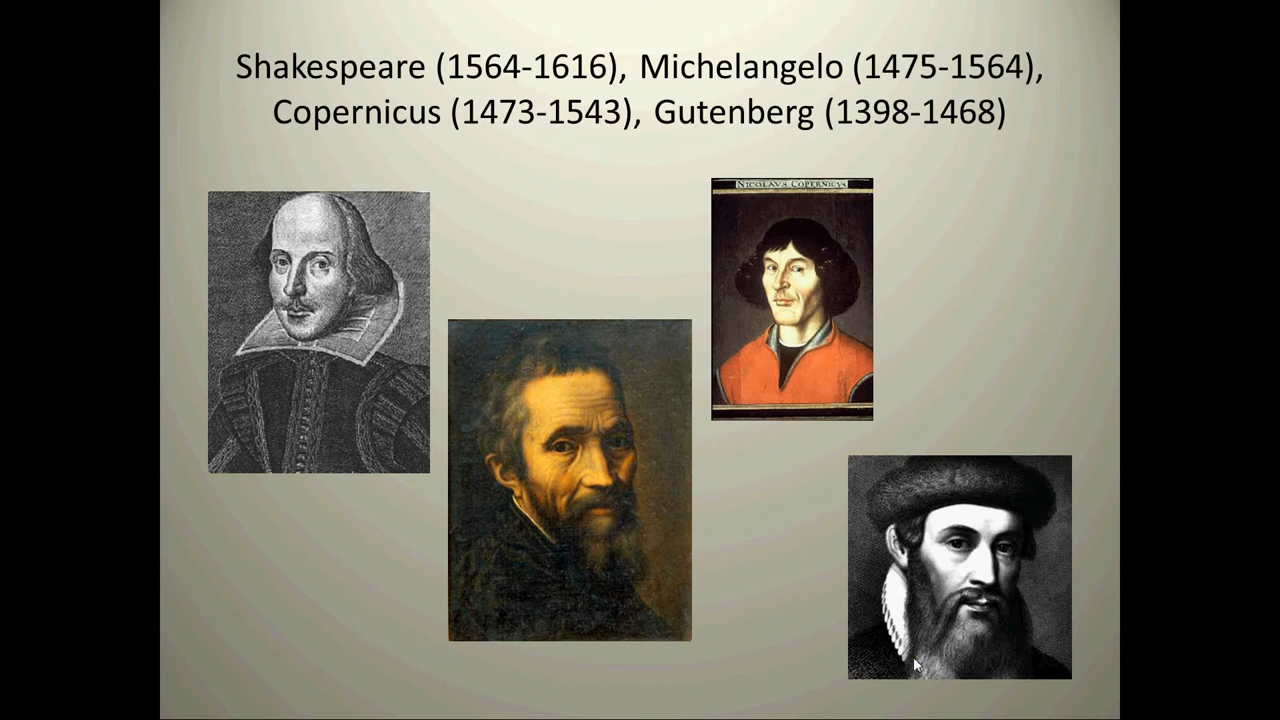 Shakespeare (1564-1616), Michelangelo (1475-1564),
Copernicus (1473-1543), Gutenberg (1398-1468)
NICOLAVS COPERNICVS